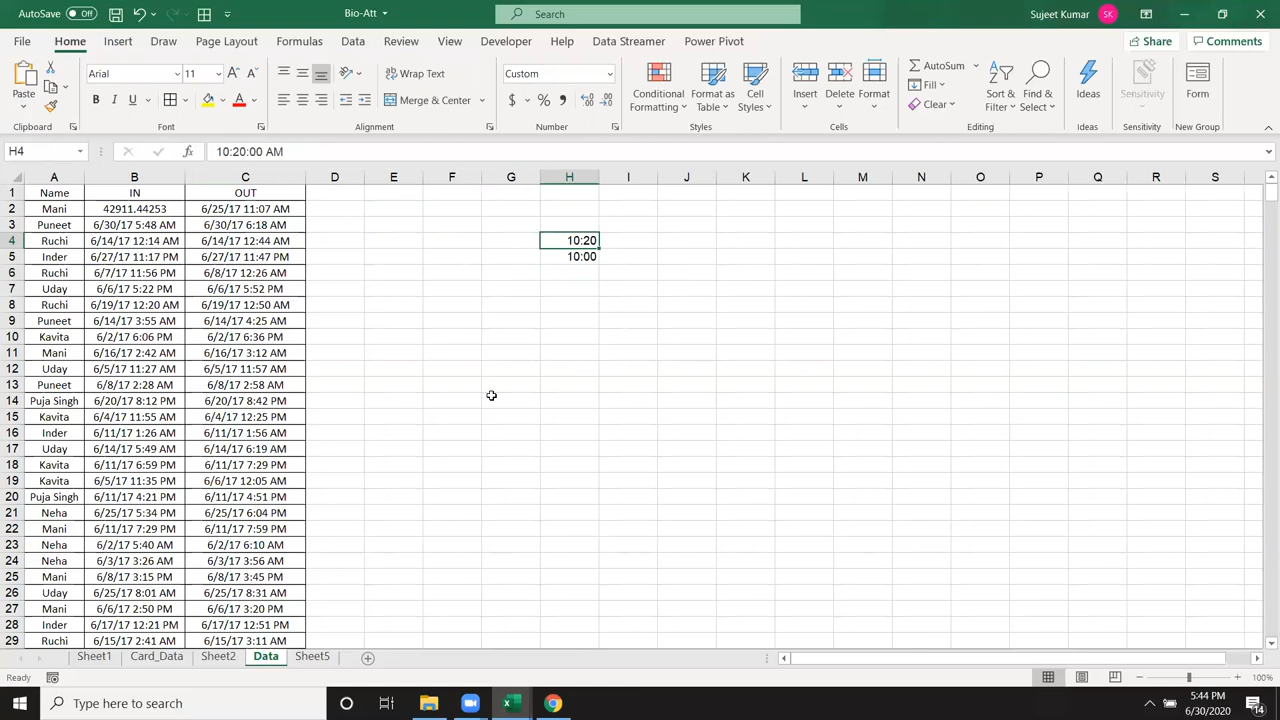 AutoSave Off Bio-Att Search Sujeet Kumar SK
File Home Insert Draw Page Layout Formulas Data Review View Developer Help Data Streamer Power Pivot Share Comments
Paste Arial 11 Wrap Text Custom Conditional Formatting Format as Table Cell Styles Insert Delete Format AutoSum Fill Clear Sort & Filter Find & Select Ideas Sensitivity Form
B I U Merge & Center $ % 
Clipboard Font Alignment Number Styles Cells Editing Ideas Sensitivity New Group
H4 fx 10:20:00 AM
A B C D E F G H I J K L M N O P Q R S
1 Name IN OUT
2 Mani 42911.44253 6/25/17 11:07 AM
3 Puneet 6/30/17 5:48 AM 6/30/17 6:18 AM
4 Ruchi 6/14/17 12:14 AM 6/14/17 12:44 AM 10:20
5 Inder 6/27/17 11:17 PM 6/27/17 11:47 PM 10:00
6 Ruchi 6/7/17 11:56 PM 6/8/17 12:26 AM
7 Uday 6/6/17 5:22 PM 6/6/17 5:52 PM
8 Ruchi 6/19/17 12:20 AM 6/19/17 12:50 AM
9 Puneet 6/14/17 3:55 AM 6/14/17 4:25 AM
10 Kavita 6/2/17 6:06 PM 6/2/17 6:36 PM
11 Mani 6/16/17 2:42 AM 6/16/17 3:12 AM
12 Uday 6/5/17 11:27 AM 6/5/17 11:57 AM
13 Puneet 6/8/17 2:28 AM 6/8/17 2:58 AM
14 Puja Singh 6/20/17 8:12 PM 6/20/17 8:42 PM
15 Kavita 6/4/17 11:55 AM 6/4/17 12:25 PM
16 Inder 6/11/17 1:26 AM 6/11/17 1:56 AM
17 Uday 6/14/17 5:49 AM 6/14/17 6:19 AM
18 Kavita 6/11/17 6:59 PM 6/11/17 7:29 PM
19 Kavita 6/5/17 11:35 PM 6/6/17 12:05 AM
20 Puja Singh 6/11/17 4:21 PM 6/11/17 4:51 PM
21 Neha 6/25/17 5:34 PM 6/25/17 6:04 PM
22 Mani 6/11/17 7:29 PM 6/11/17 7:59 PM
23 Neha 6/2/17 5:40 AM 6/2/17 6:10 AM
24 Neha 6/3/17 3:26 AM 6/3/17 3:56 AM
25 Mani 6/8/17 3:15 PM 6/8/17 3:45 PM
26 Uday 6/25/17 8:01 AM 6/25/17 8:31 AM
27 Mani 6/6/17 2:50 PM 6/6/17 3:20 PM
28 Inder 6/17/17 12:21 PM 6/17/17 12:51 PM
29 Ruchi 6/15/17 2:41 AM 6/15/17 3:11 AM
Sheet1 Card_Data Sheet2 Data Sheet5
Ready 100%
Type here to search 5:44 PM
6/30/2020 14